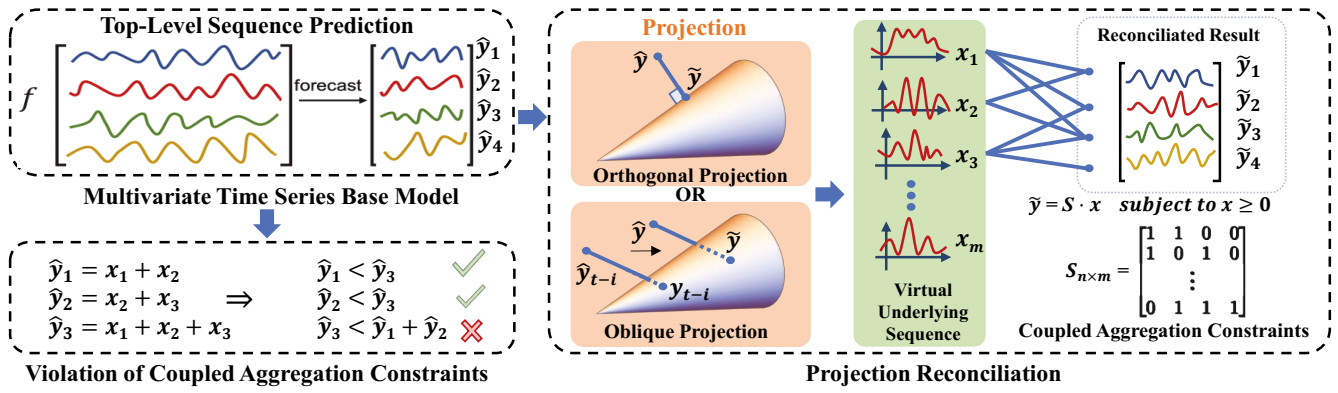 Top-Level Sequence Prediction
f
forecast
ŷ₁
ŷ₂
ŷ₃
ŷ₄
Multivariate Time Series Base Model
ŷ₁ = x₁ + x₂
ŷ₂ = x₂ + x₃
ŷ₃ = x₁ + x₂ + x₃
⇒
ŷ₁ < ŷ₃
ŷ₂ < ŷ₃
ŷ₃ < ŷ₁ + ŷ₂
Violation of Coupled Aggregation Constraints
Projection
ŷ
ỹ
Orthogonal Projection
OR
ŷ
ỹ
ŷₜ₋ᵢ
yₜ₋ᵢ
Oblique Projection
x₁
x₂
x₃
xₘ
Virtual
Underlying
Sequence
Reconciliated Result
ỹ₁
ỹ₂
ỹ₃
ỹ₄
ỹ = S · x subject to x ≥ 0
Sₙₓₘ =
1 1 0 0
1 0 1 0
⋮
0 1 1 1
Coupled Aggregation Constraints
Projection Reconciliation